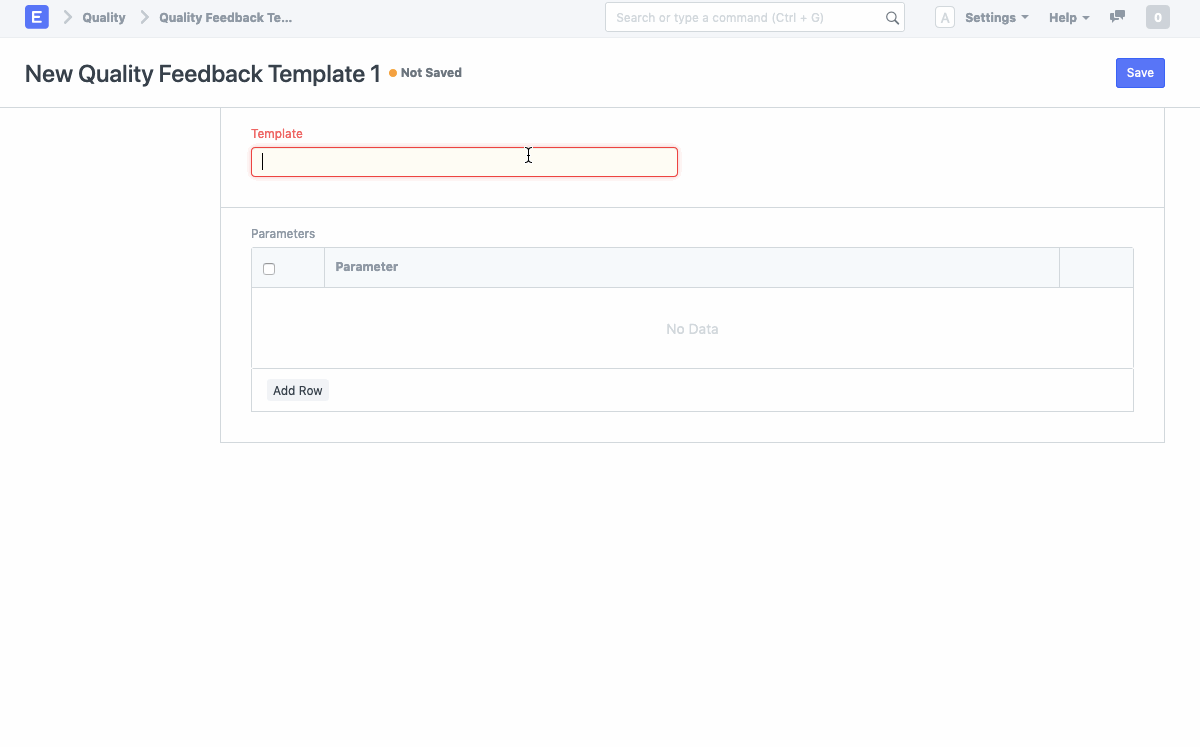 E Quality Quality Feedback Te... Search or type a command (Ctrl + G) A Settings Help 0
New Quality Feedback Template 1 Not Saved Save
Template
Parameters
Parameter
No Data
Add Row